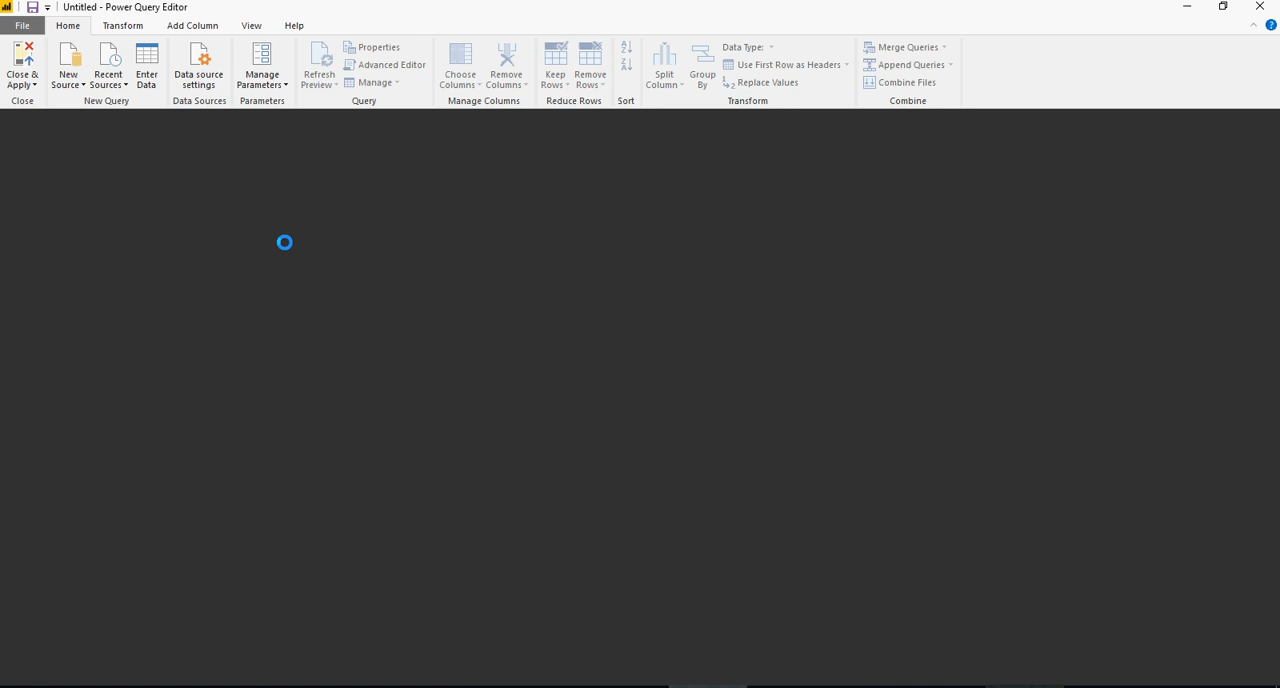 Untitled - Power Query Editor
File Home Transform Add Column View Help
Close & Apply
Close
New Source
Recent Sources
Enter Data
New Query
Data source settings
Data Sources
Manage Parameters
Parameters
Refresh Preview
Properties
Advanced Editor
Manage
Query
Choose Columns
Remove Columns
Manage Columns
Keep Rows
Remove Rows
Reduce Rows
Sort
Split Column
Group By
Data Type:
Use First Row as Headers
Replace Values
Transform
Merge Queries
Append Queries
Combine Files
Combine